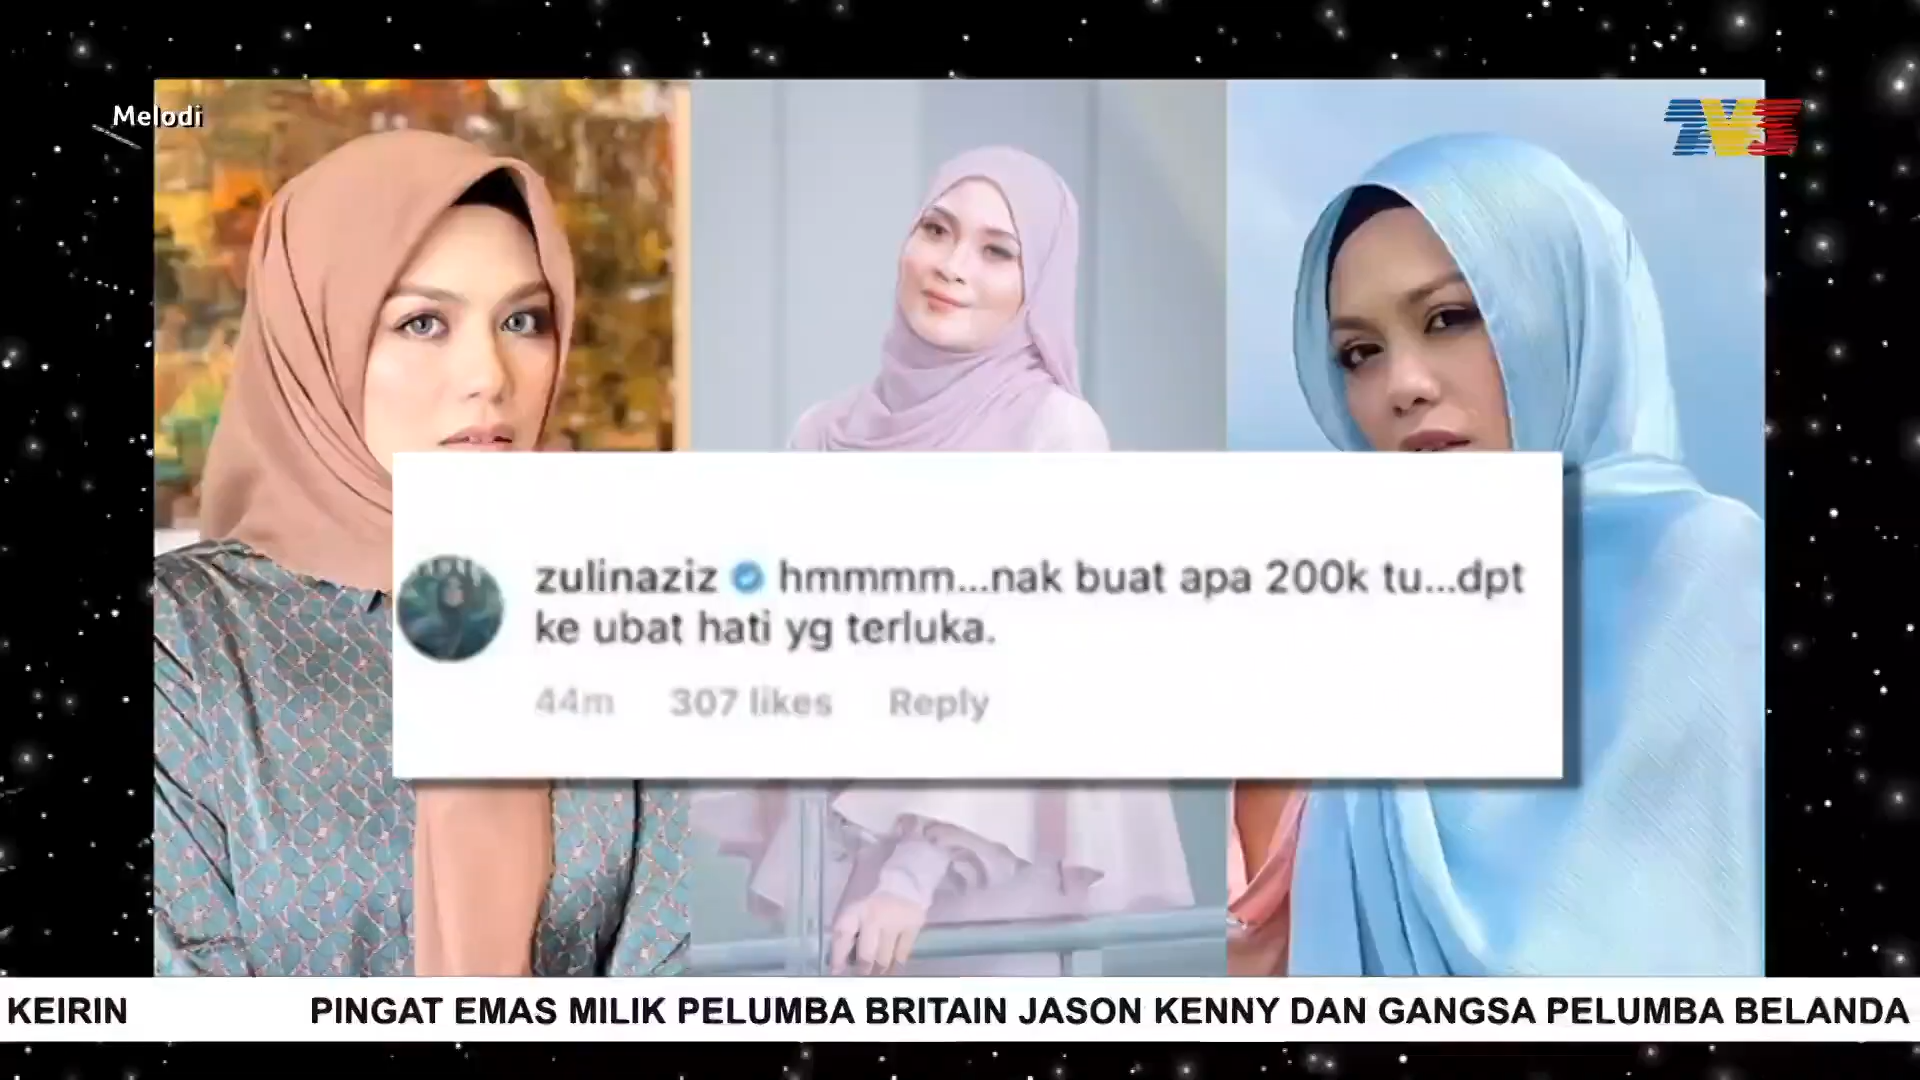 Melodi
TV3
zulinaziz hmmmm...nak buat apa 200k tu...dpt
ke ubat hati yg terluka.
44m 307 likes Reply
KEIRIN PINGAT EMAS MILIK PELUMBA BRITAIN JASON KENNY DAN GANGSA PELUMBA BELANDA